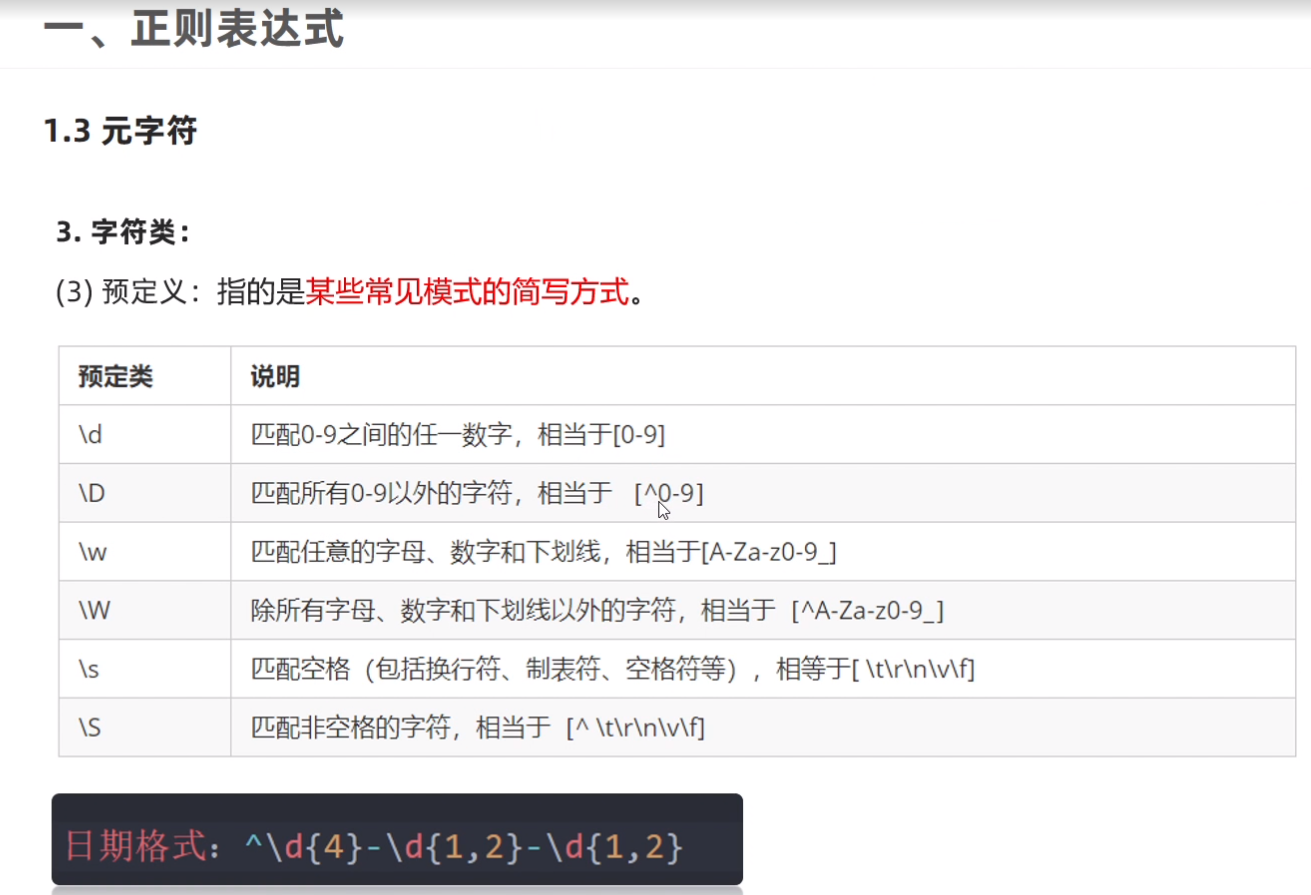 一、正则表达式
1.3 元字符
3. 字符类：
(3) 预定义：指的是某些常见模式的简写方式。
预定类 说明
\d 匹配0-9之间的任一数字，相当于[0-9]
\D 匹配所有0-9以外的字符，相当于 [^0-9]
\w 匹配任意的字母、数字和下划线，相当于[A-Za-z0-9_]
\W 除所有字母、数字和下划线以外的字符，相当于 [^A-Za-z0-9_]
\s 匹配空格（包括换行符、制表符、空格符等），相等于[ \t\r\n\v\f]
\S 匹配非空格的字符，相当于 [^ \t\r\n\v\f]
日期格式：^\d{4}-\d{1,2}-\d{1,2}